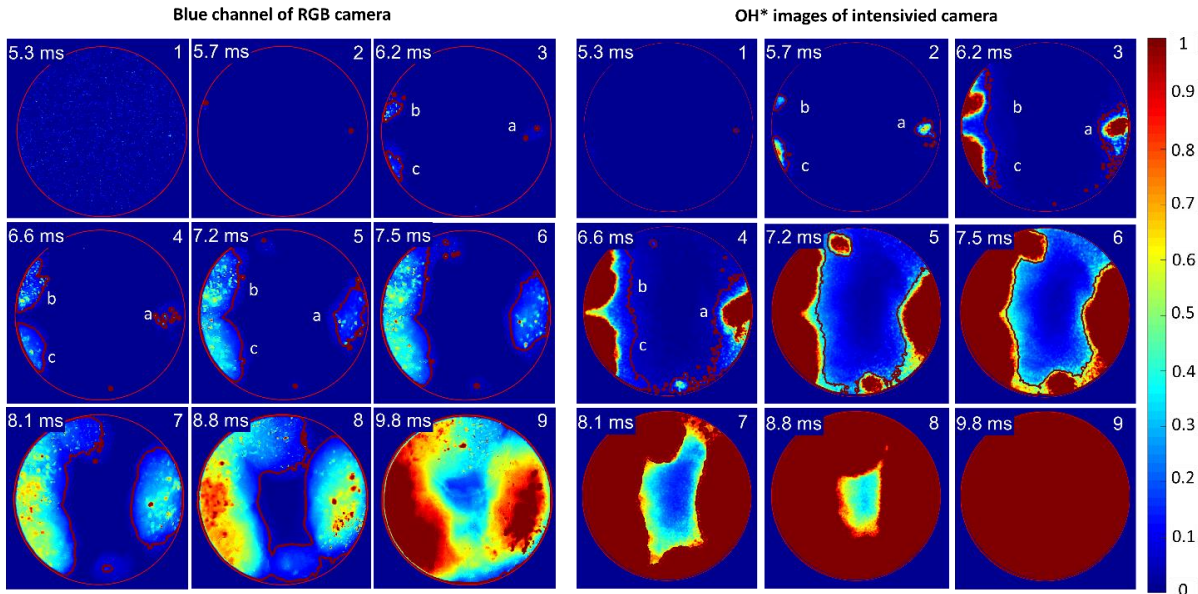 Blue channel of RGB camera
OH* images of intensivied camera
5.3 ms 1
5.7 ms 2
6.2 ms 3
b
a
c
6.6 ms 4
b
a
c
7.2 ms 5
b
a
c
7.5 ms 6
8.1 ms 7
8.8 ms 8
9.8 ms 9
5.3 ms 1
5.7 ms 2
b
a
c
6.2 ms 3
b
a
c
6.6 ms 4
b
a
c
7.2 ms 5
7.5 ms 6
8.1 ms 7
8.8 ms 8
9.8 ms 9
1
0.9
0.8
0.7
0.6
0.5
0.4
0.3
0.2
0.1
0